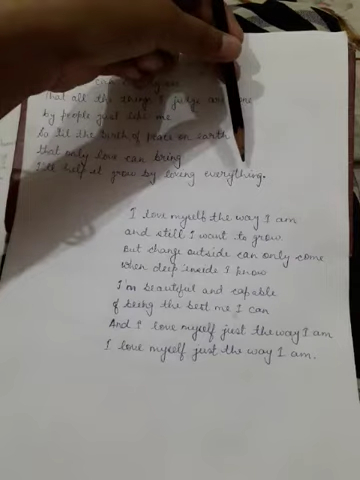 That all the things I judge are one
by people just like me
So til the birth of peace on earth
that only love can bring
I'll help it grow by loving everything.
I love myself the way I am
and still I want to grow.
But change outside can only come
when deep inside I know
I'm beautiful and capable
of being the best me I can
And I love myself just the way I am
I love myself just the way I am.